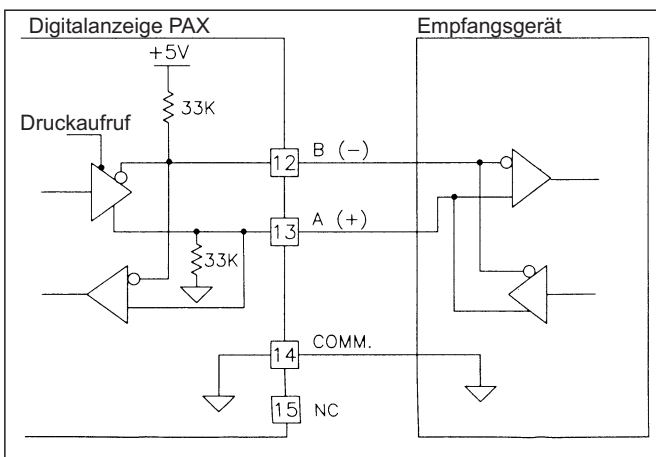 Digitalanzeige PAX
Empfangsgerät
+5V
33K
Druckaufruf
12 B (-)
13 A (+)
33K
14 COMM.
15 NC